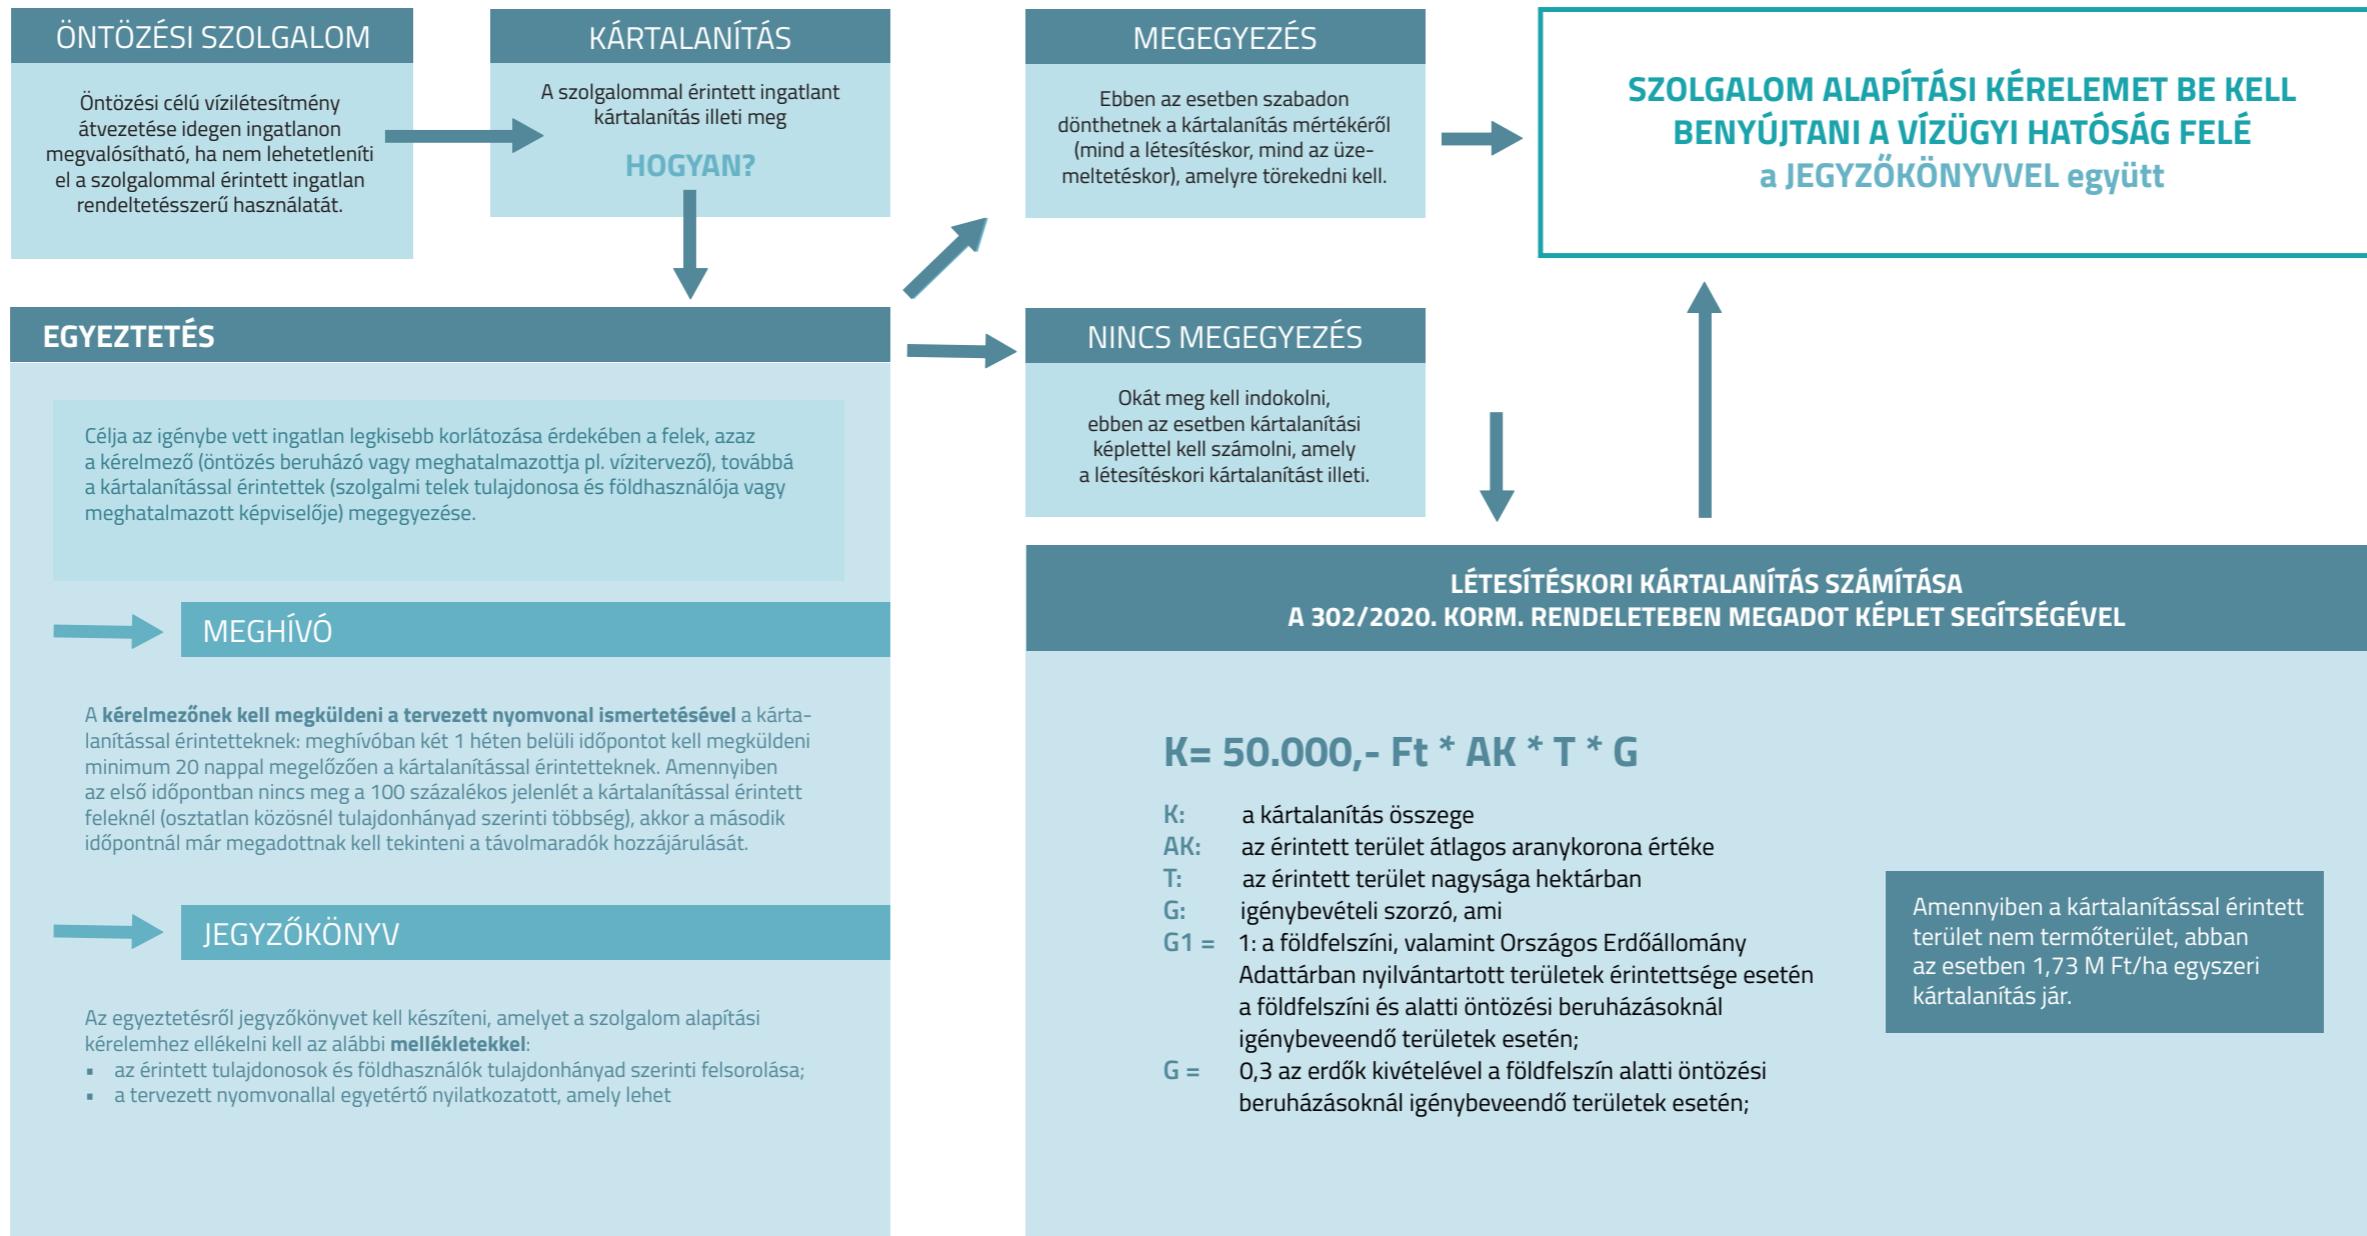 ÖNTÖZÉSI SZOLGALOM
Öntözési célú vízilétesítmény
átvezetése idegen ingatlanon
megvalósítható, ha nem lehetetleníti
el a szolgalommal érintett ingatlan
rendeltetésszerű használatát.
KÁRTALANÍTÁS
A szolgalommal érintett ingatlant
kártalanítás illeti meg
HOGYAN?
EGYEZTETÉS
Célja az igénybe vett ingatlan legkisebb korlátozása érdekében a felek, azaz
a kérelmező (öntözés beruházó vagy meghatalmazottja pl. vízitervező), továbbá
a kártalanítással érintettek (szolgalmi telek tulajdonosa és földhasználója vagy
meghatalmazott képviselője) megegyezése.
MEGHÍVÓ
A kérelmezőnek kell megküldeni a tervezett nyomvonal ismertetésével a kárta-
lanítással érintetteknek: meghívóban két 1 héten belüli időpontot kell megküldeni
minimum 20 nappal megelőzően a kártalanítással érintetteknek. Amennyiben
az első időpontban nincs meg a 100 százalékos jelenlét a kártalanítással érintett
feleknél (osztatlan közösnél tulajdonhányad szerinti többség), akkor a második
időpontnál már megadottnak kell tekinteni a távolmaradók hozzájárulását.
JEGYZŐKÖNYV
Az egyeztetésről jegyzőkönyvet kell készíteni, amelyet a szolgalom alapítási
kérelemhez ellékelni kell az alábbi mellékletekkel:
▪ az érintett tulajdonosok és földhasználók tulajdonhányad szerinti felsorolása;
▪ a tervezett nyomvonallal egyetértő nyilatkozatott, amely lehet
MEGEGYEZÉS
Ebben az esetben szabadon
dönthetnek a kártalanítás mértékéről
(mind a létesítéskor, mind az üze-
meltetéskor), amelyre törekedni kell.
NINCS MEGEGYEZÉS
Okát meg kell indokolni,
ebben az esetben kártalanítási
képlettel kell számolni, amely
a létesítéskori kártalanítást illeti.
SZOLGALOM ALAPÍTÁSI KÉRELEMET BE KELL
BENYÚJTANI A VÍZÜGYI HATÓSÁG FELÉ
a JEGYZŐKÖNYVVEL együtt
LÉTESÍTÉSKORI KÁRTALANÍTÁS SZÁMÍTÁSA
A 302/2020. KORM. RENDELETEBEN MEGADOT KÉPLET SEGÍTSÉGÉVEL
K= 50.000,- Ft * AK * T * G
K: a kártalanítás összege
AK: az érintett terület átlagos aranykorona értéke
T: az érintett terület nagysága hektárban
G: igénybevételi szorzó, ami
G1 = 1: a földfelszíni, valamint Országos Erdőállomány
Adattárban nyilvántartott területek érintettsége esetén
a földfelszíni és alatti öntözési beruházásoknál
igénybeveendő területek esetén;
G = 0,3 az erdők kivételével a földfelszín alatti öntözési
beruházásoknál igénybeveendő területek esetén;
Amennyiben a kártalanítással érintett
terület nem termőterület, abban
az esetben 1,73 M Ft/ha egyszeri
kártalanítás jár.